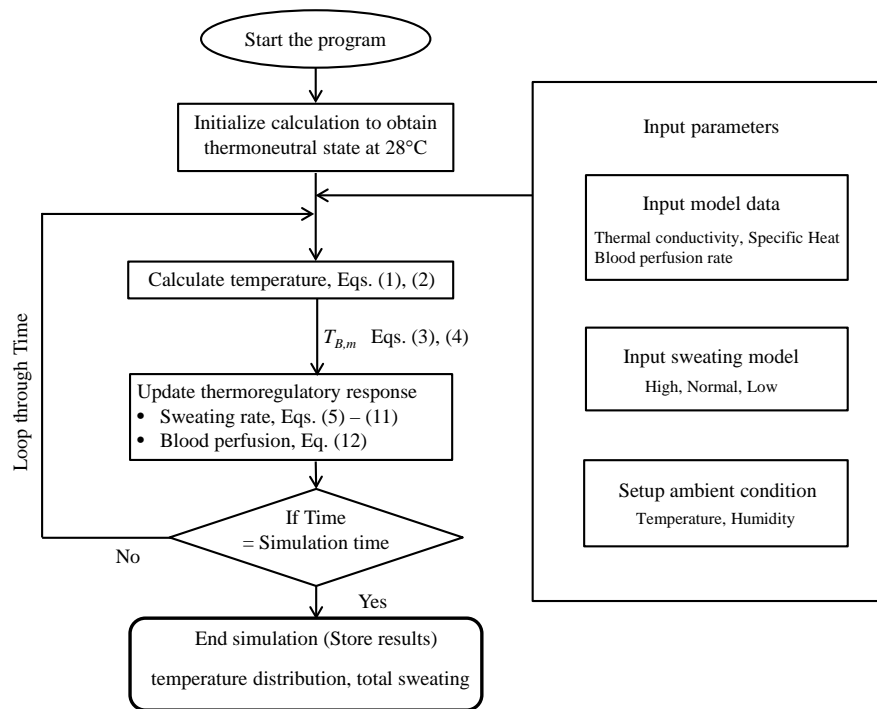 Start the program
Initialize calculation to obtain
thermoneutral state at 28°C
Calculate temperature, Eqs. (1), (2)
T_{B,m} Eqs. (3), (4)
Update thermoregulatory response
• Sweating rate, Eqs. (5) – (11)
• Blood perfusion, Eq. (12)
If Time
= Simulation time
No
Yes
Loop through Time
End simulation (Store results)
temperature distribution, total sweating
Input parameters
Input model data
Thermal conductivity, Specific Heat
Blood perfusion rate
Input sweating model
High, Normal, Low
Setup ambient condition
Temperature, Humidity